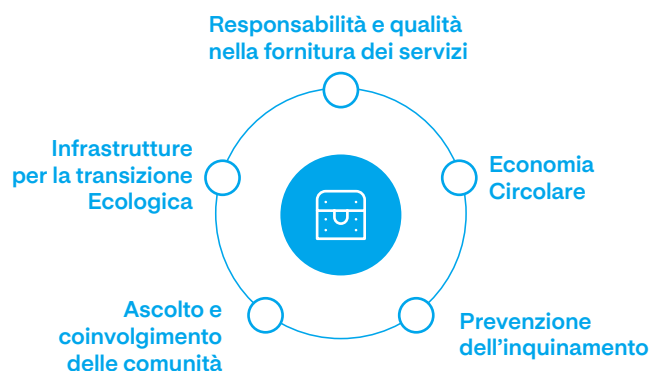 Responsabilità e qualità
nella fornitura dei servizi
Infrastrutture
per la transizione
Ecologica
Economia
Circolare
Ascolto e
coinvolgimento
delle comunità
Prevenzione
dell'inquinamento